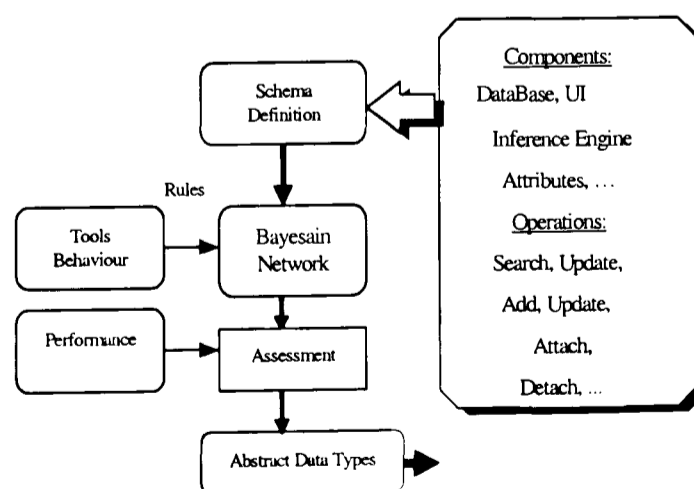 Components:
DataBase, UI
Inference Engine
Attributes, ...
Operations:
Search, Update,
Add, Update,
Attach,
Detach, ...
Schema
Definition
Rules
Tools
Behaviour
Bayesain
Network
Performance
Assessment
Abstract Data Types